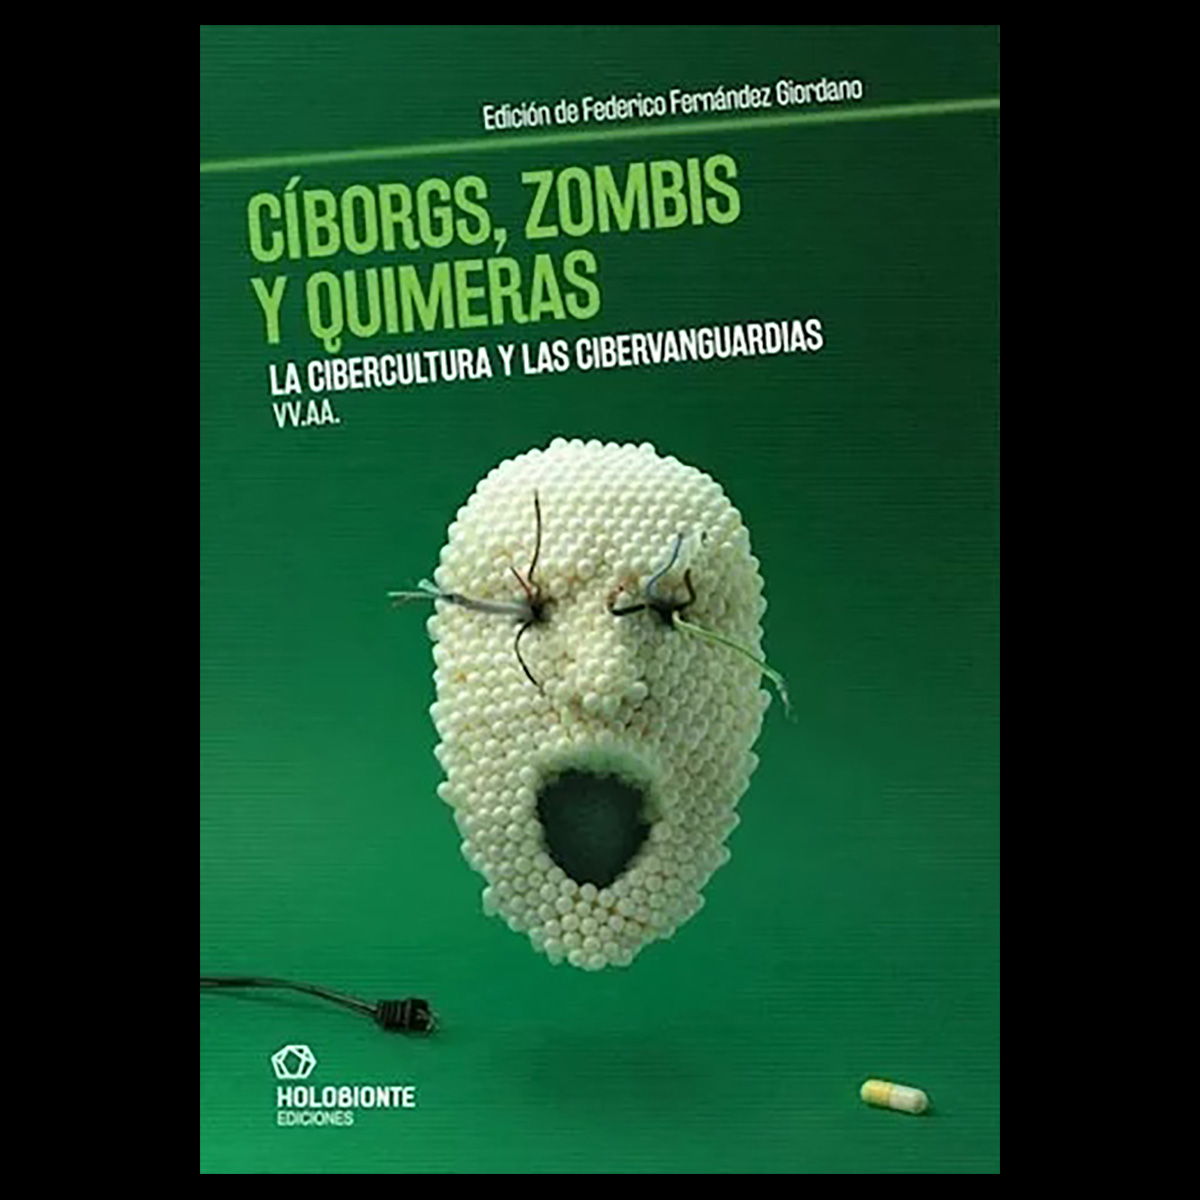 Edición de Federico Fernández Giordano
CÍBORGS, ZOMBIS
Y QUIMERAS
LA CIBERCULTURA Y LAS CIBERVANGUARDIAS
VV.AA.
HOLOBIONTE
EDICIONES